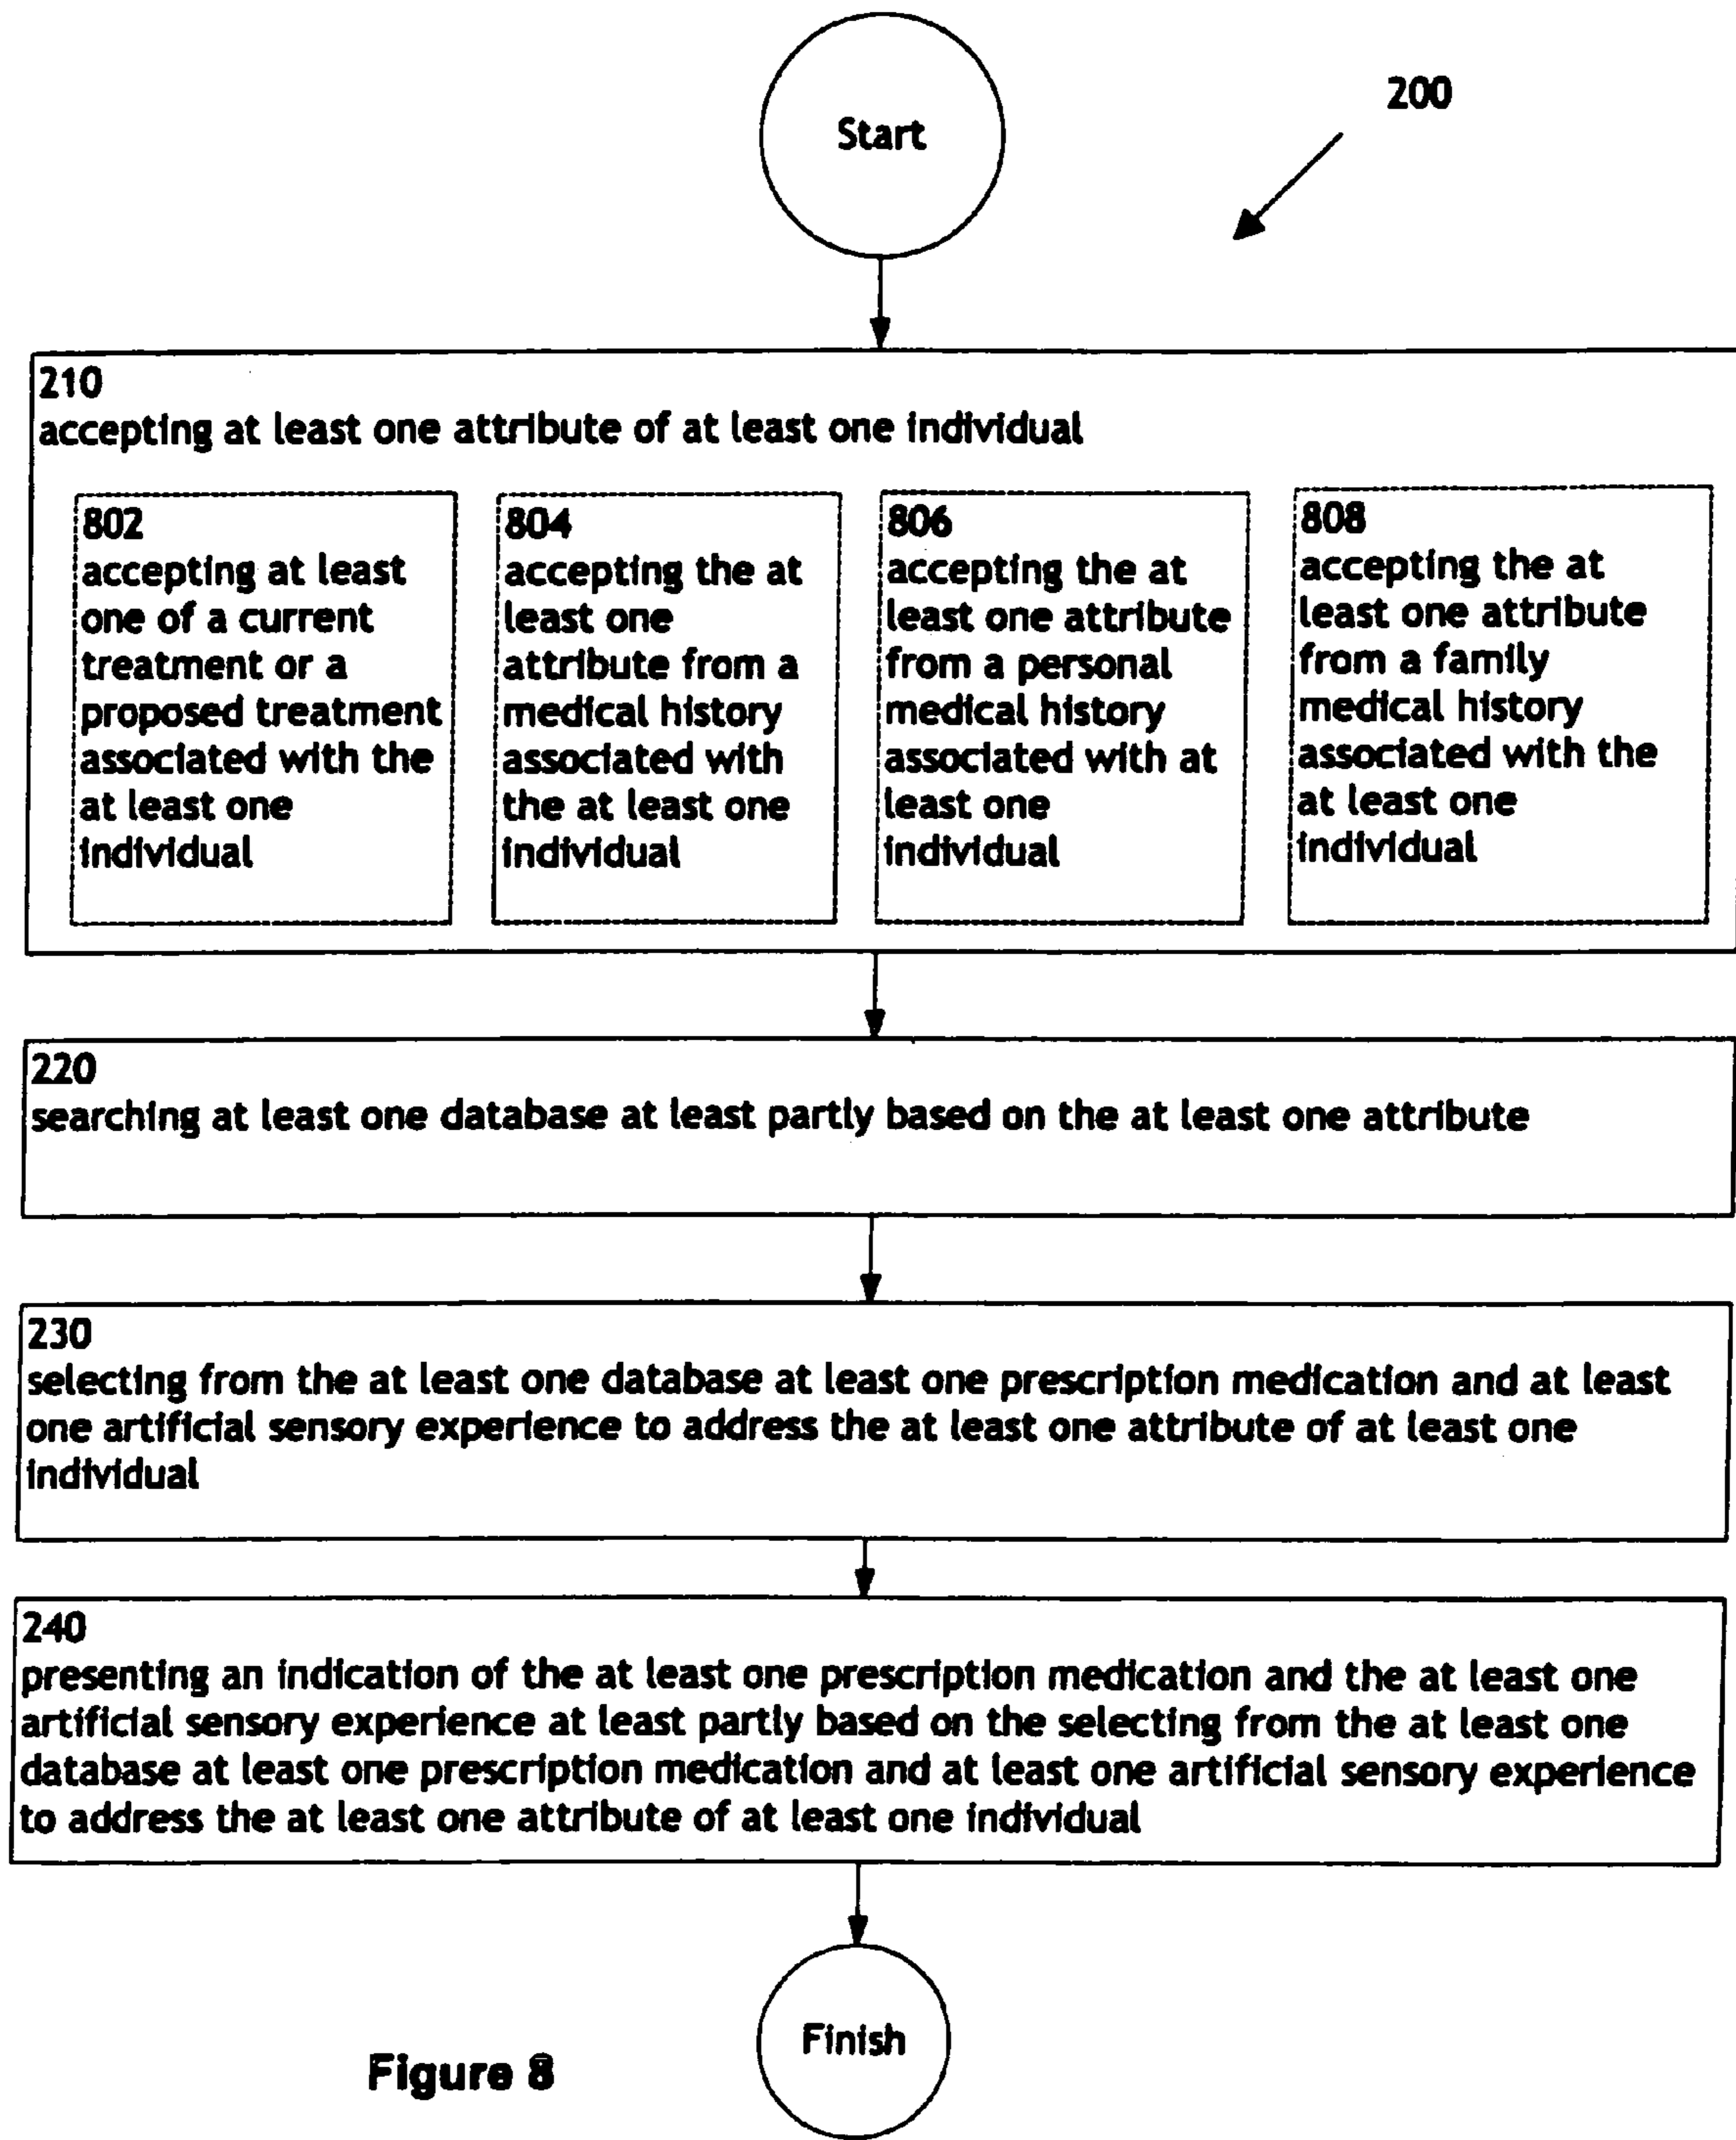 Start
200
210
accepting at least one attribute of at least one individual
802
accepting at least
one of a current
treatment or a
proposed treatment
associated with the
at least one
individual
804
accepting the at
least one
attribute from a
medical history
associated with
the at least one
individual
806
accepting the at
least one attribute
from a personal
medical history
associated with at
least one
individual
808
accepting the at
least one attribute
from a family
medical history
associated with the
at least one
individual
220
searching at least one database at least partly based on the at least one attribute
230
selecting from the at least one database at least one prescription medication and at least
one artificial sensory experience to address the at least one attribute of at least one
individual
240
presenting an indication of the at least one prescription medication and the at least one
artificial sensory experience at least partly based on the selecting from the at least one
database at least one prescription medication and at least one artificial sensory experience
to address the at least one attribute of at least one individual
Finish
Figure 8